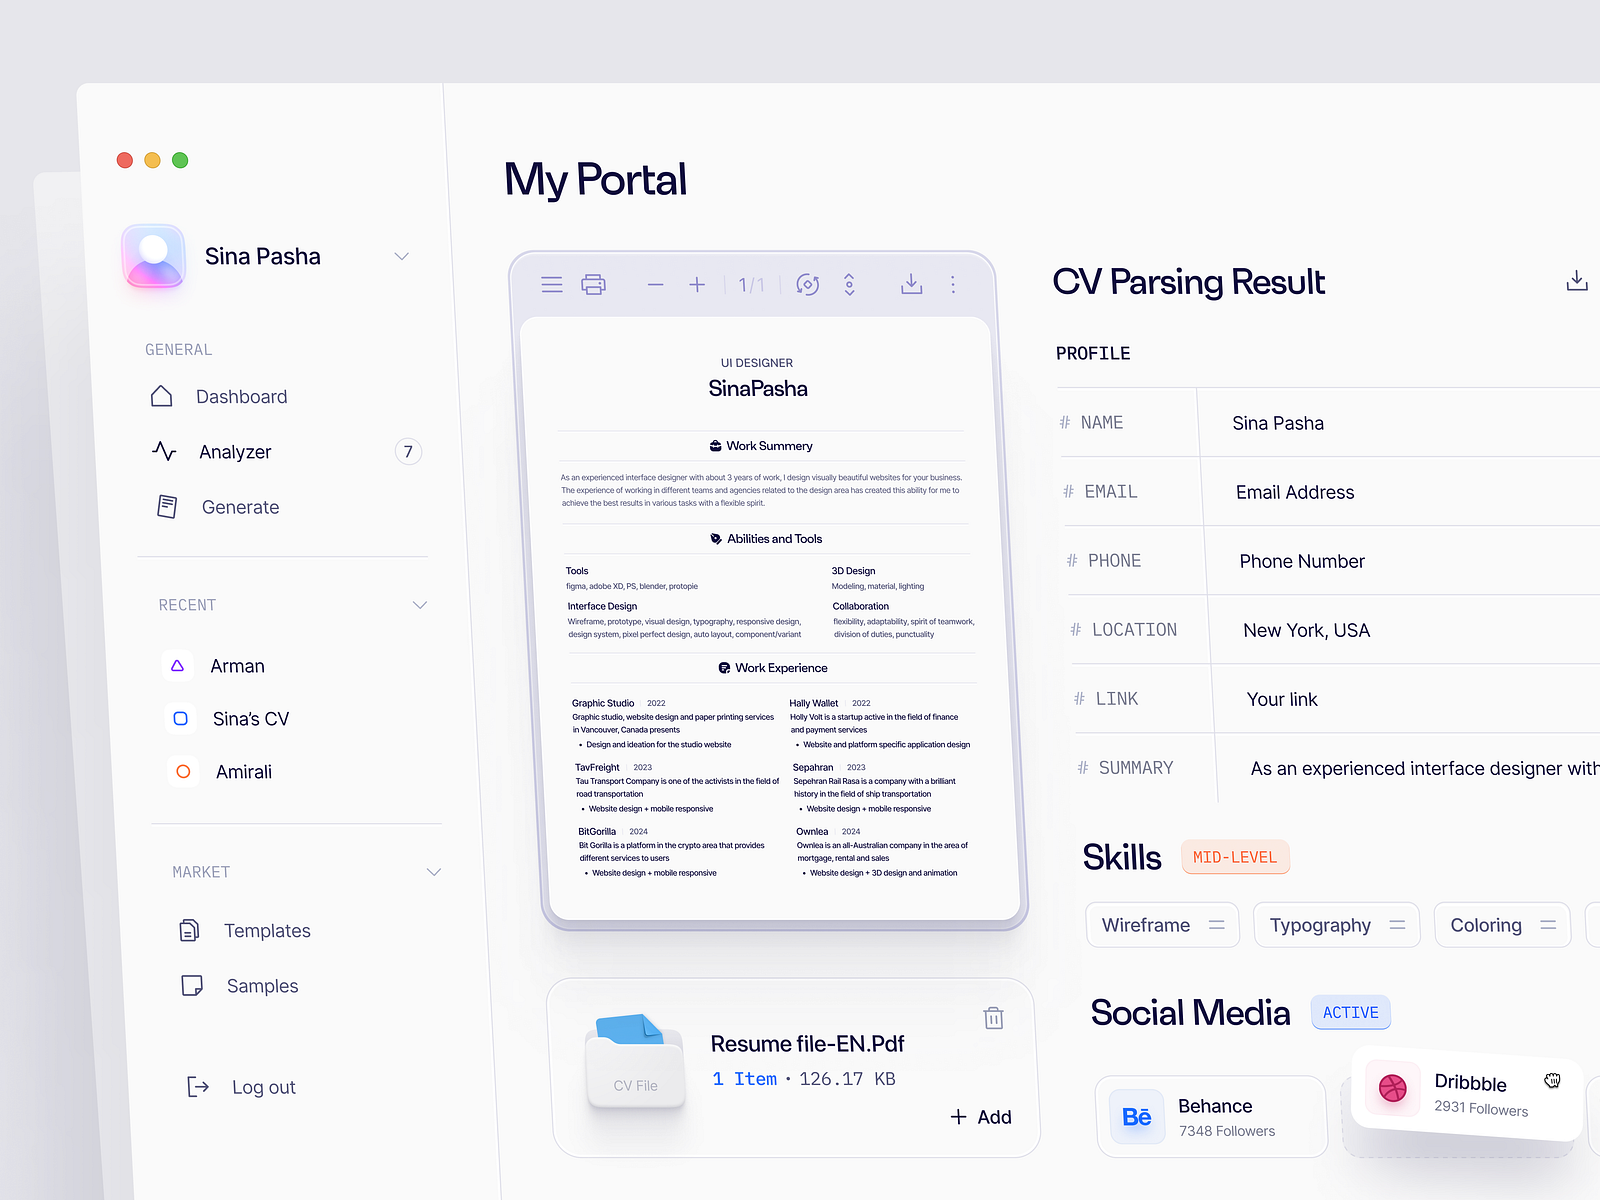 My Portal
Sina Pasha
GENERAL
Dashboard
Analyzer
7
Generate
RECENT
Arman
Sina's CV
Amirali
MARKET
Templates
Samples
Log out
1/1
UI DESIGNER
SinaPasha
Work Summery
As an experienced interface designer with about 3 years of work, I design visually beautiful websites for your business.
The experience of working in different teams and agencies related to the design area has created this ability for me to
achieve the best results in various tasks with a flexible spirit.
Abilities and Tools
Tools
figma, adobe XD, PS, blender, protopie
Interface Design
Wireframe, prototype, visual design, typography, responsive design,
design system, pixel perfect design, auto layout, component/variant
3D Design
Modeling, material, lighting
Collaboration
flexibility, adaptability, spirit of teamwork,
division of duties, punctuality
Work Experience
Graphic Studio 2022
Graphic studio, website design and paper printing services
in Vancouver, Canada presents
• Design and ideation for the studio website
Hally Wallet 2022
Holly Volt is a startup active in the field of finance
and payment services
• Website and platform specific application design
TavFreight 2023
Tau Transport Company is one of the activists in the field of
road transportation
• Website design + mobile responsive
Sepahran 2023
Sepehran Rail Rasa is a company with a brilliant
history in the field of ship transportation
• Website design + mobile responsive
BitGorilla 2024
Bit Gorilla is a platform in the crypto area that provides
different services to users
• Website design + mobile responsive
Ownlea 2024
Ownlea is an all-Australian company in the area of
mortgage, rental and sales
• Website design + 3D design and animation
CV File
Resume file-EN.Pdf
1 Item • 126.17 KB
+ Add
CV Parsing Result
PROFILE
# NAME Sina Pasha
# EMAIL Email Address
# PHONE Phone Number
# LOCATION New York, USA
# LINK Your link
# SUMMARY As an experienced interface designer with
Skills
MID-LEVEL
Wireframe
Typography
Coloring
Social Media
ACTIVE
Bē
Behance
7348 Followers
Dribbble
2931 Followers